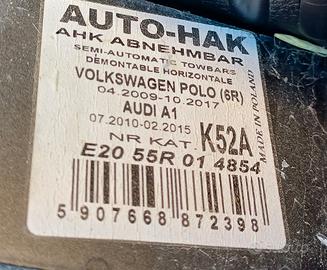 AUTO-HAK
AHK ABNEHMBAR
SEMI-AUTOMATIC TOWBARS
DEMONTABLE HORIZONTALE
VOLKSWAGEN POLO (6R)
04.2009-10.2017
AUDI A1
07.2010-02.2015
NR KAT. K52A
E20 55R 01 4854
5 907668 872398
MADE IN POLAND